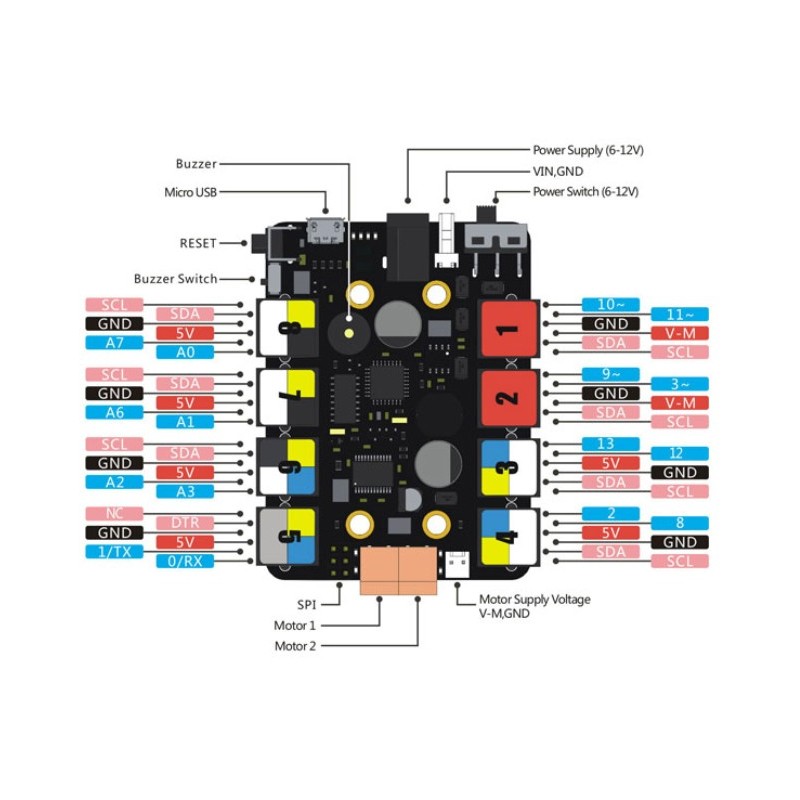 Buzzer
Micro USB
RESET
Buzzer Switch
Power Supply (6-12V)
VIN,GND
Power Switch (6-12V)
SCL
SDA
GND
5V
A7
A0
SCL
SDA
GND
5V
A6
A1
SCL
SDA
GND
5V
A2
A3
NC
DTR
GND
5V
1/TX
0/RX
8
7
6
5
1
2
3
4
10~
11~
GND
V-M
SDA
SCL
9~
3~
GND
V-M
SDA
SCL
13
12
5V
GND
SDA
SCL
2
8
5V
GND
SDA
SCL
SPI
Motor 1
Motor 2
Motor Supply Voltage
V-M,GND